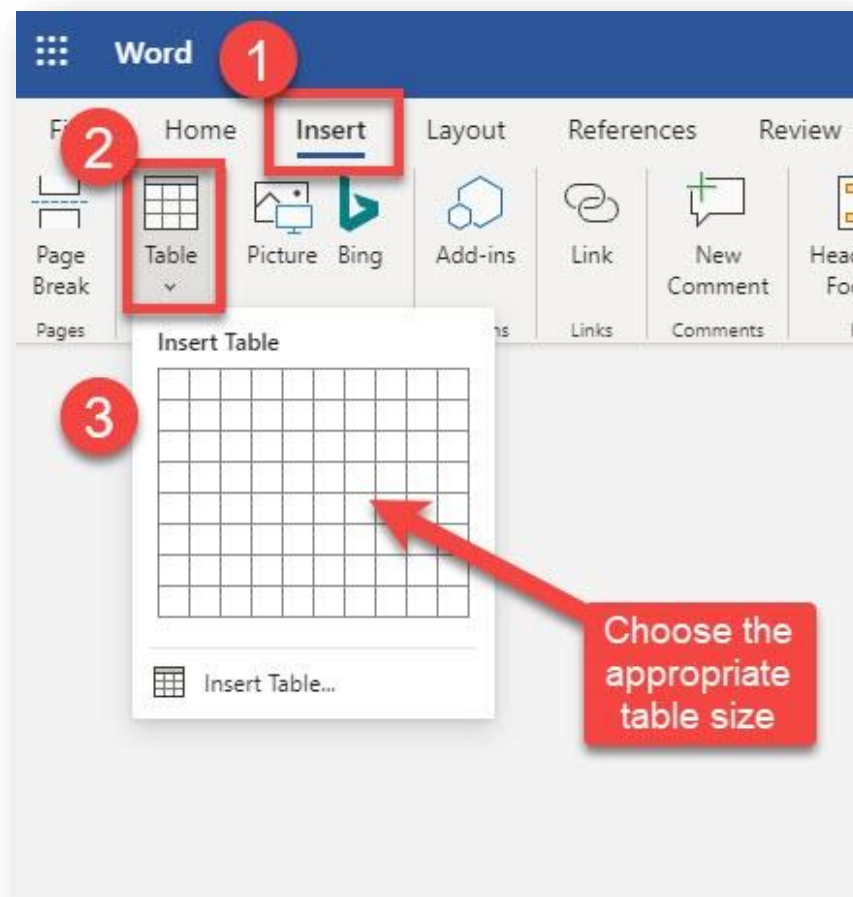 Word
1
2
Home Insert Layout References Review
Page Break
Table
Picture
Bing
Add-ins
Link
New Comment
Pages
Links
Comments
Insert Table
3
Choose the
appropriate
table size
Insert Table...